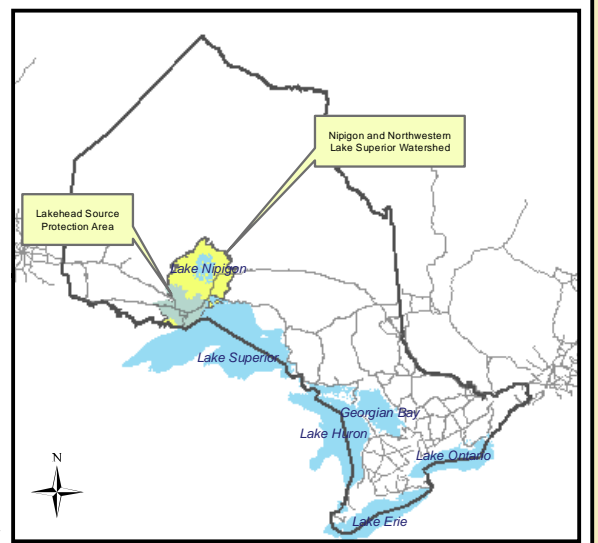 Nipigon and Northwestern
Lake Superior Watershed
Lakehead Source
Protection Area
Lake Nipigon
Lake Superior
Georgian Bay
Lake Huron
Lake Ontario
N
Lake Erie